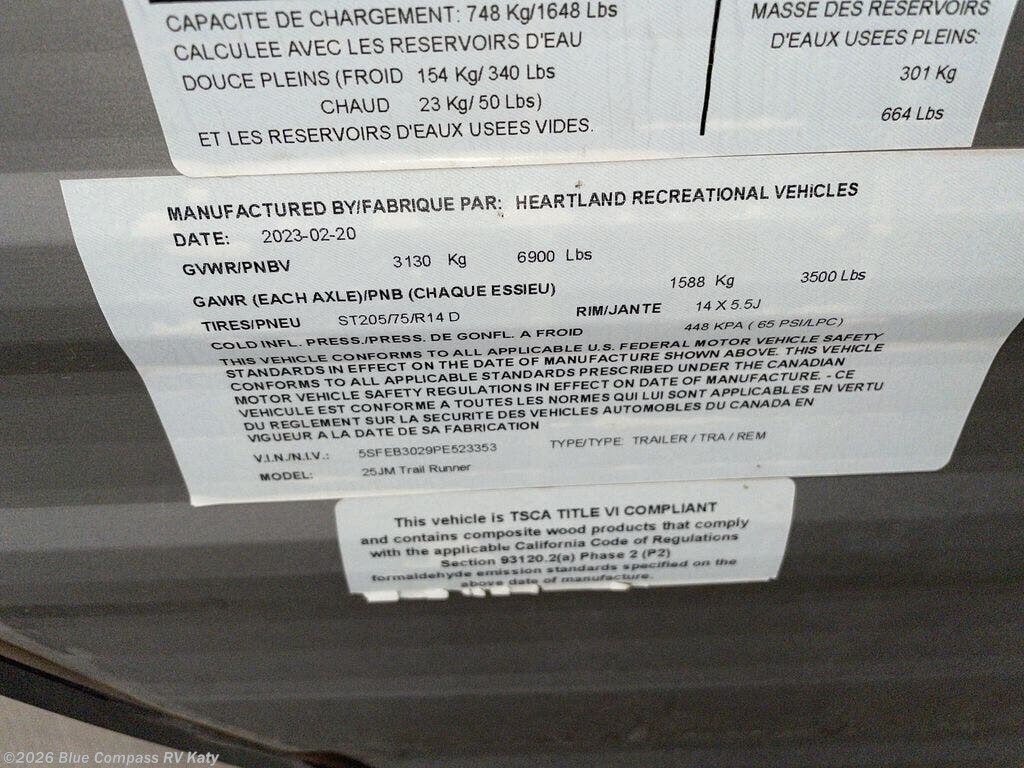 CAPACITE DE CHARGEMENT: 748 Kg/1648 Lbs
CALCULEE AVEC LES RESERVOIRS D'EAU
DOUCE PLEINS (FROID 154 Kg/ 340 Lbs
CHAUD 23 Kg/ 50 Lbs)
ET LES RESERVOIRS D'EAUX USEES VIDES.
MASSE DES RESERVOIRS
D'EAUX USEES PLEINS:
301 Kg
664 Lbs
MANUFACTURED BY/FABRIQUE PAR: HEARTLAND RECREATIONAL VEHICLES
DATE: 2023-02-20
GVWR/PNBV 3130 Kg 6900 Lbs
GAWR (EACH AXLE)/PNB (CHAQUE ESSIEU) 1588 Kg 3500 Lbs
TIRES/PNEU ST205/75/R14 D RIM/JANTE 14 X 5.5J
COLD INFL. PRESS./PRESS. DE GONFL. A FROID 448 KPA ( 65 PSI/LPC)
THIS VEHICLE CONFORMS TO ALL APPLICABLE U.S. FEDERAL MOTOR VEHICLE SAFETY
STANDARDS IN EFFECT ON THE DATE OF MANUFACTURE SHOWN ABOVE. THIS VEHICLE
CONFORMS TO ALL APPLICABLE STANDARDS PRESCRIBED UNDER THE CANADIAN
MOTOR VEHICLE SAFETY REGULATIONS IN EFFECT ON DATE OF MANUFACTURE. - CE
VEHICULE EST CONFORME A TOUTES LES NORMES QUI LUI SONT APPLICABLES EN VERTU
DU REGLEMENT SUR LA SECURITE DES VEHICLES AUTOMOBILES DU CANADA EN
VIGUEUR A LA DATE DE SA FABRICATION
V.I.N./N.I.V.: 5SFEB3029PE523353 TYPE/TYPE: TRAILER / TRA / REM
MODEL: 25JM Trail Runner
This vehicle is TSCA TITLE VI COMPLIANT
and contains composite wood products that comply
with the applicable California Code of Regulations
Section 93120.2(a) Phase 2 (P2)
formaldehyde emission standards specified on the
above date of manufacture.
©2026 Blue Compass RV Katy